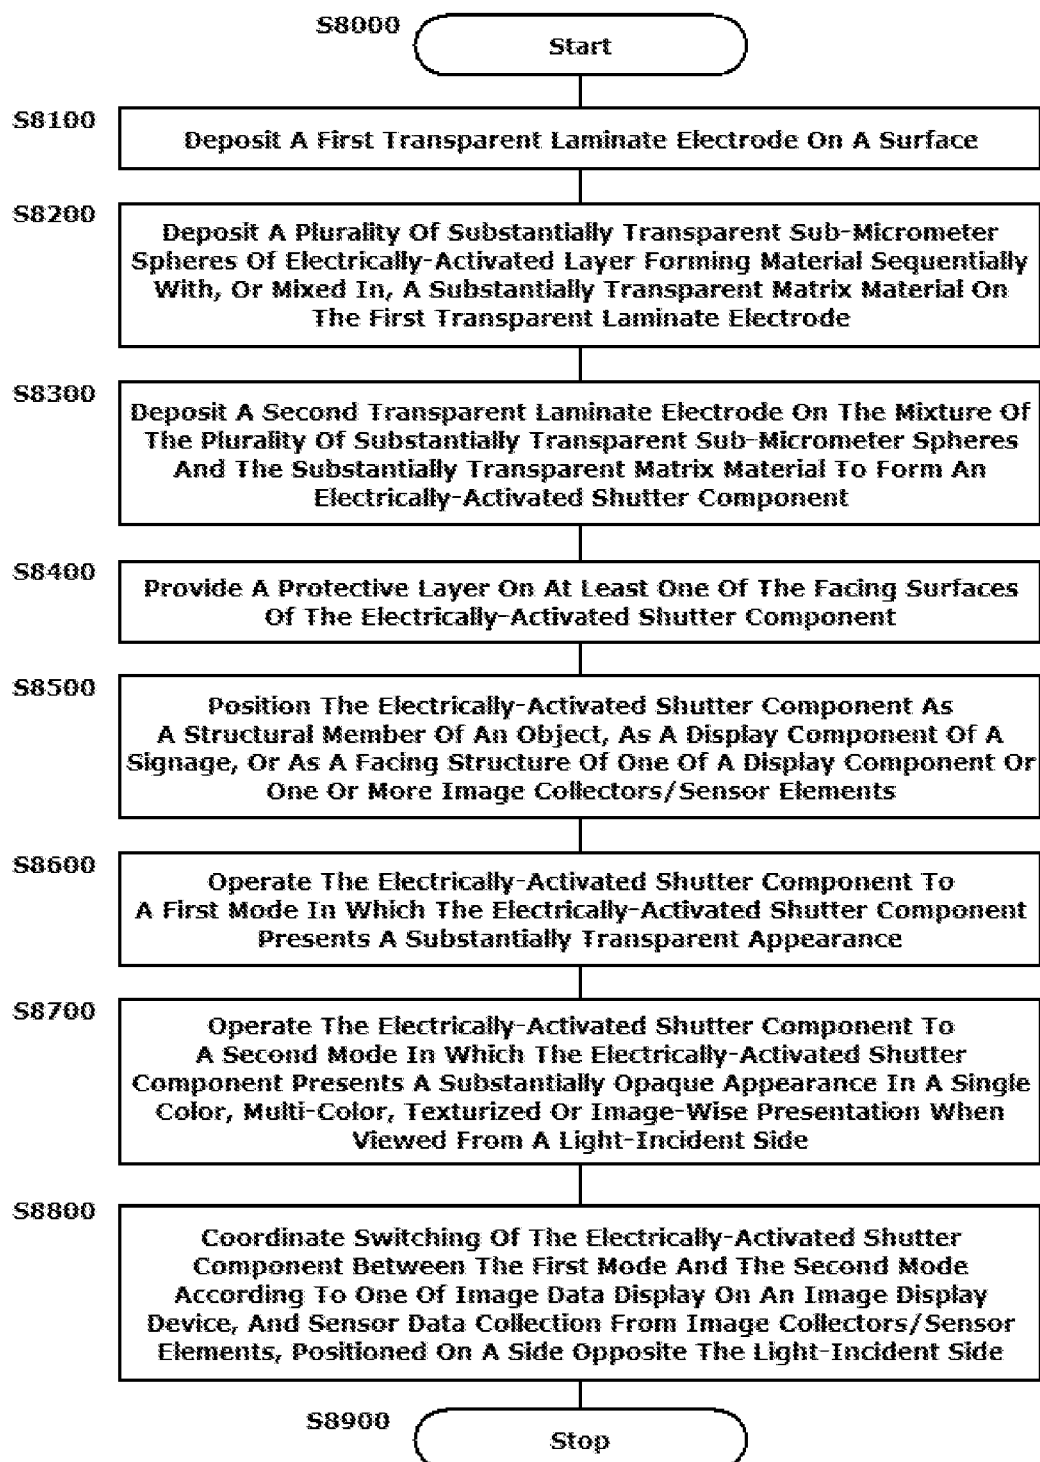 S8000
Start
S8100
Deposit A First Transparent Laminate Electrode On A Surface
S8200
Deposit A Plurality Of Substantially Transparent Sub-Micrometer
Spheres Of Electrically-Activated Layer Forming Material Sequentially
With, Or Mixed In, A Substantially Transparent Matrix Material On
The First Transparent Laminate Electrode
S8300
Deposit A Second Transparent Laminate Electrode On The Mixture Of
The Plurality Of Substantially Transparent Sub-Micrometer Spheres
And The Substantially Transparent Matrix Material To Form An
Electrically-Activated Shutter Component
S8400
Provide A Protective Layer On At Least One Of The Facing Surfaces
Of The Electrically-Activated Shutter Component
S8500
Position The Electrically-Activated Shutter Component As
A Structural Member Of An Object, As A Display Component Of A
Signage, Or As A Facing Structure Of One Of A Display Component Or
One Or More Image Collectors/Sensor Elements
S8600
Operate The Electrically-Activated Shutter Component To
A First Mode In Which The Electrically-Activated Shutter Component
Presents A Substantially Transparent Appearance
S8700
Operate The Electrically-Activated Shutter Component To
A Second Mode In Which The Electrically-Activated Shutter
Component Presents A Substantially Opaque Appearance In A Single
Color, Multi-Color, Texturized Or Image-Wise Presentation When
Viewed From A Light-Incident Side
S8800
Coordinate Switching Of The Electrically-Activated Shutter
Component Between The First Mode And The Second Mode
According To One Of Image Data Display On An Image Display
Device, And Sensor Data Collection From Image Collectors/Sensor
Elements, Positioned On A Side Opposite The Light-Incident Side
S8900
Stop